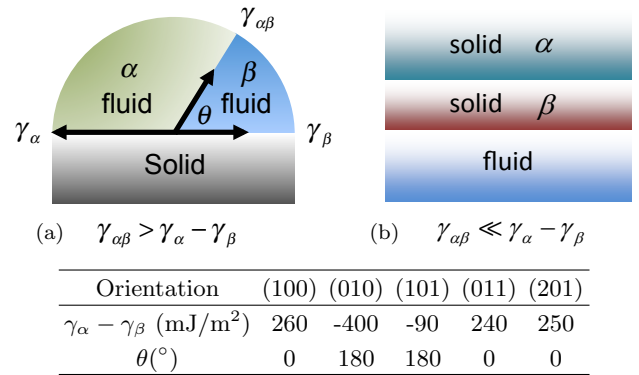 γαβ
α
fluid
β
fluid
θ
γα
γβ
Solid
(a) γαβ > γα − γβ
solid α
solid β
fluid
(b) γαβ ≪ γα − γβ
Orientation (100) (010) (101) (011) (201)
γα − γβ (mJ/m²) 260 -400 -90 240 250
θ(°) 0 180 180 0 0